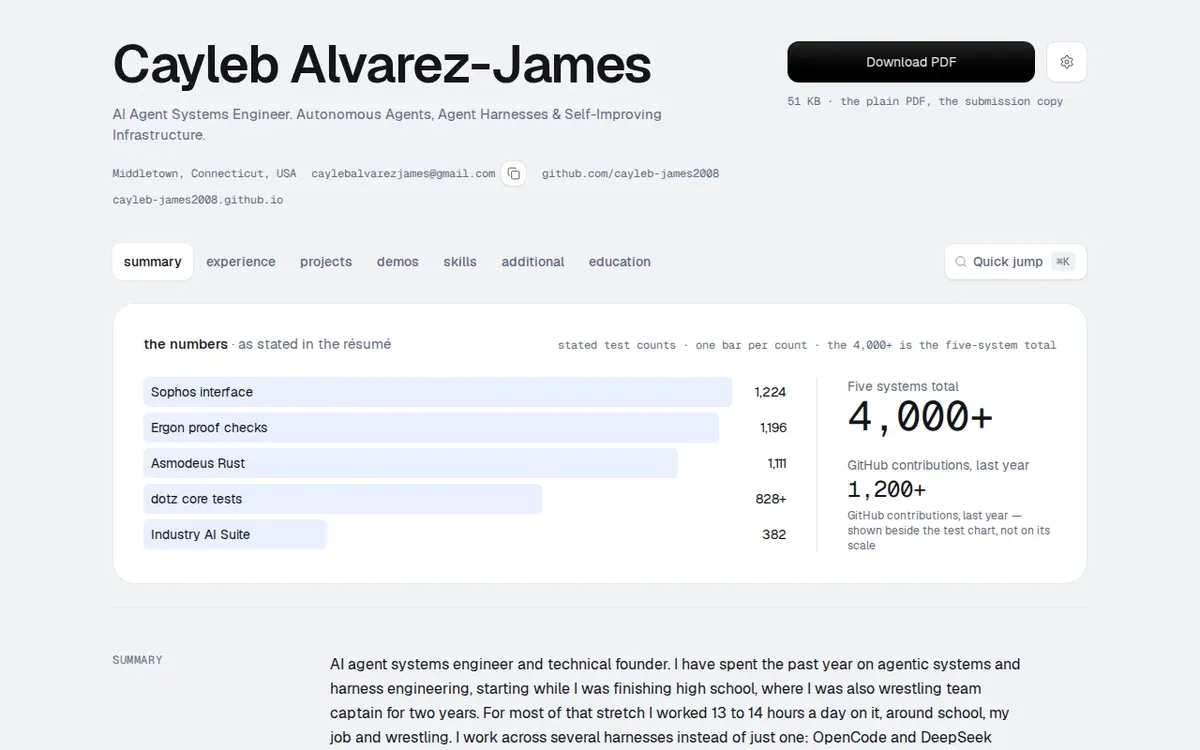 Cayleb Alvarez-James
Download PDF
51 KB · the plain PDF, the submission copy
AI Agent Systems Engineer. Autonomous Agents, Agent Harnesses & Self-Improving
Infrastructure.
Middletown, Connecticut, USA caylebalvarezjames@gmail.com github.com/cayleb-james2008
cayleb-james2008.github.io
summary experience projects demos skills additional education Quick jump ⌘K
the numbers · as stated in the résumé
stated test counts · one bar per count · the 4,000+ is the five-system total
Sophos interface 1,224
Ergon proof checks 1,196
Asmodeus Rust 1,111
dotz core tests 828+
Industry AI Suite 382
Five systems total
4,000+
GitHub contributions, last year
1,200+
GitHub contributions, last year —
shown beside the test chart, not on its
scale
SUMMARY
AI agent systems engineer and technical founder. I have spent the past year on agentic systems and
harness engineering, starting while I was finishing high school, where I was also wrestling team
captain for two years. For most of that stretch I worked 13 to 14 hours a day on it, around school, my
job and wrestling. I work across several harnesses instead of just one: OpenCode and DeepSeek